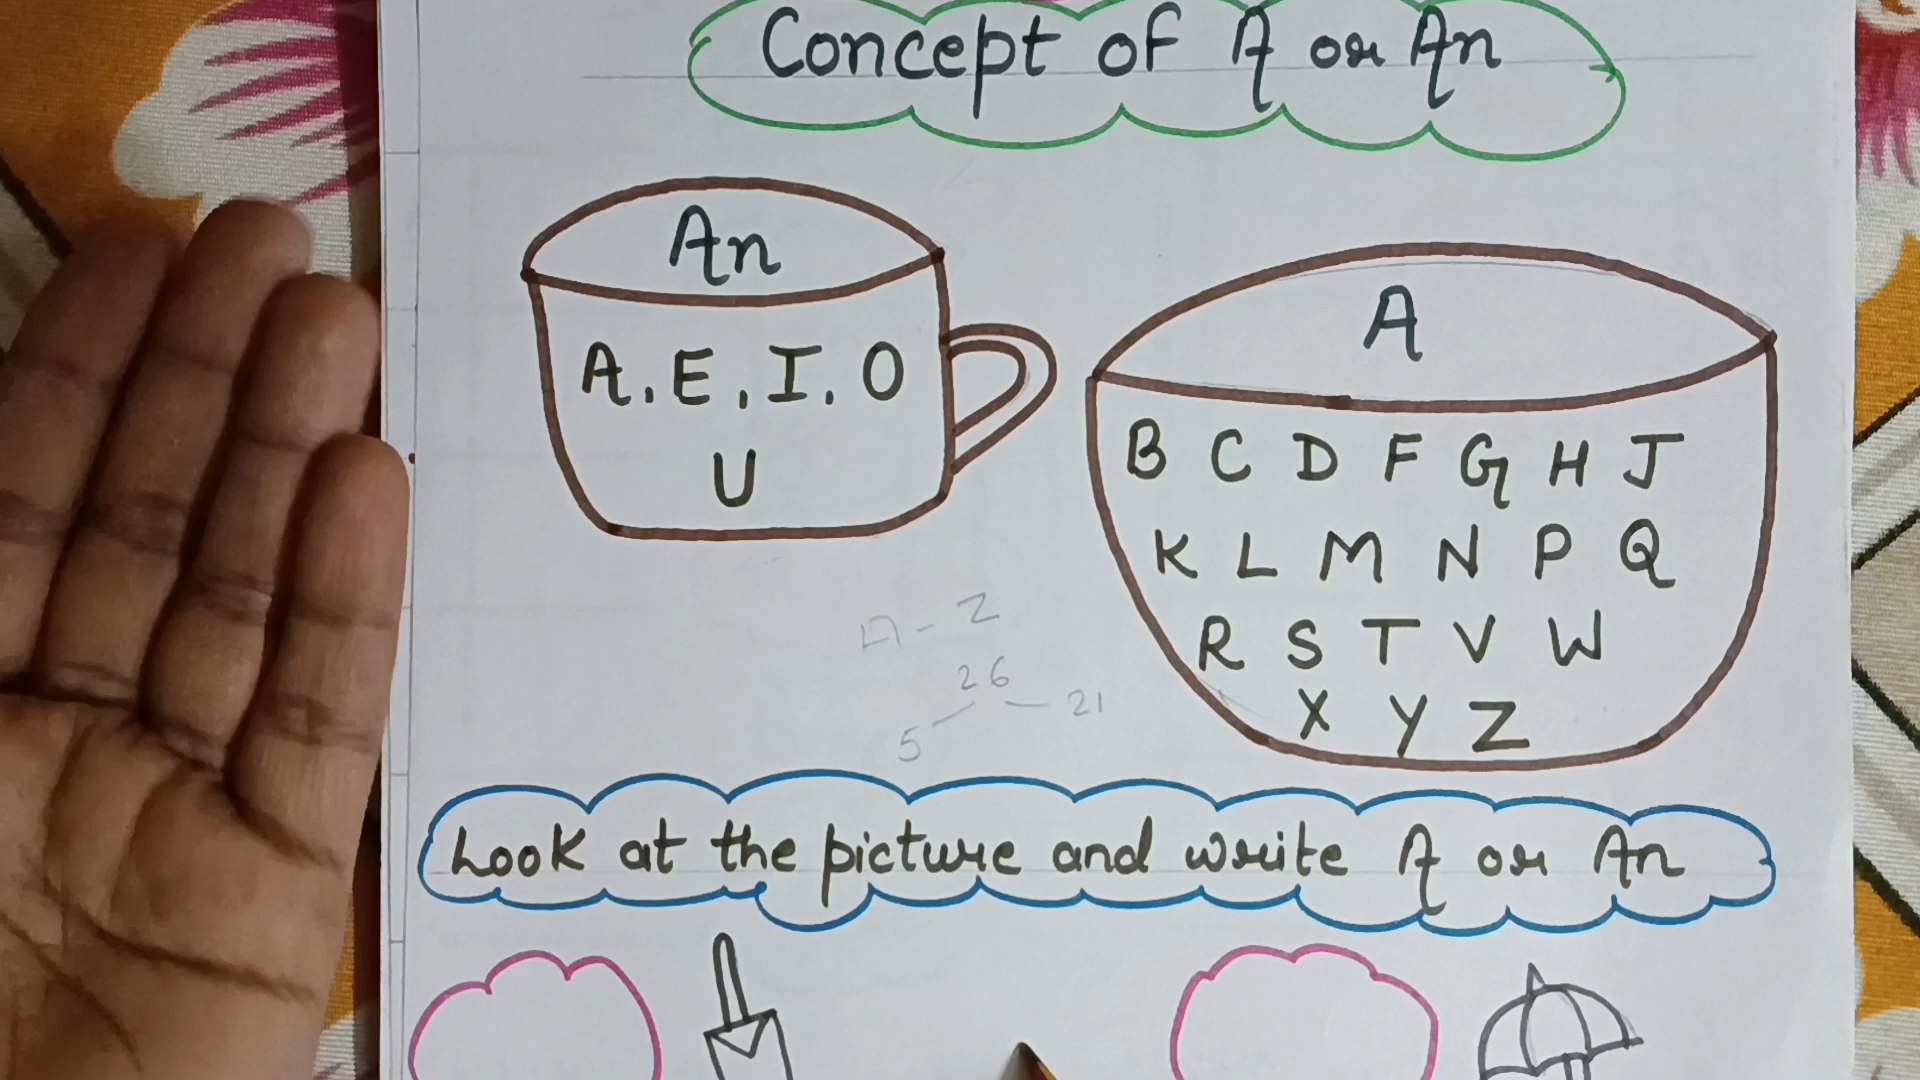 Concept of A or An
An
A, E, I, O
U
A
B C D F G H J
K L M N P Q
R S T V W
X Y Z
A - Z
26
5 21
Look at the picture and write A or An